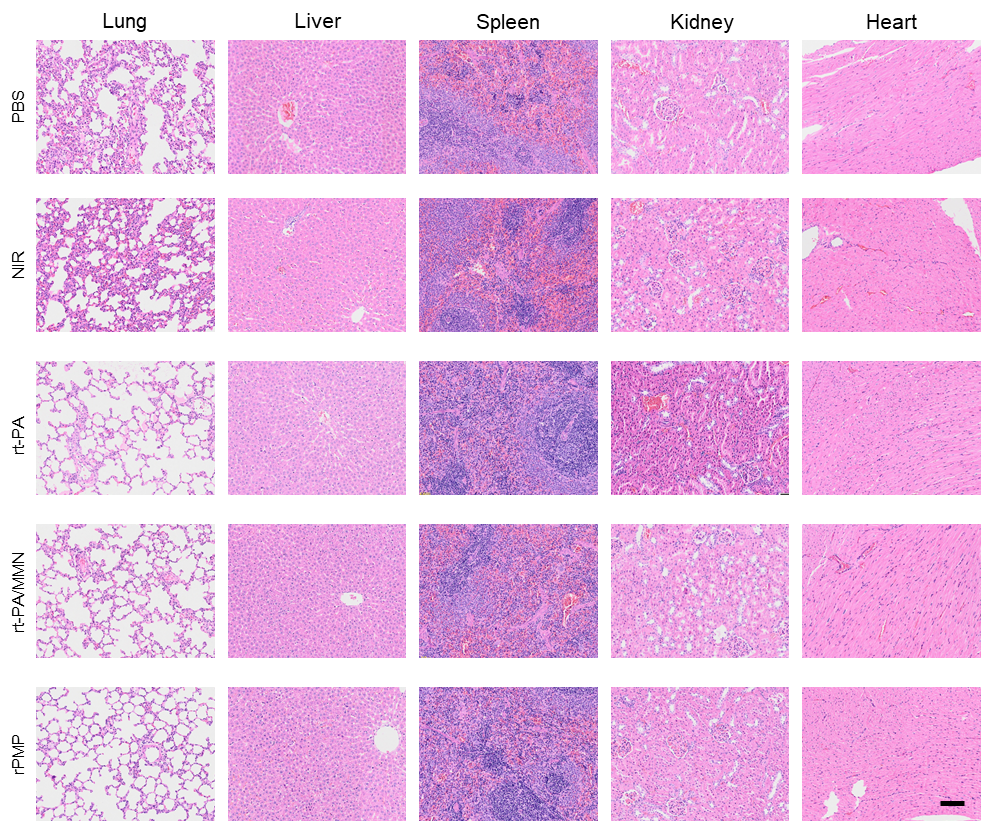 Lung Liver Spleen Kidney Heart
PBS
NIR
rt-PA
rt-PA/MMN
rPMP